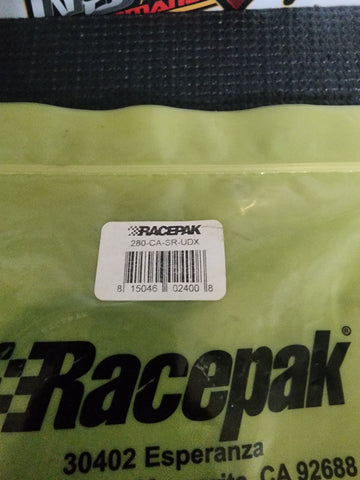 RACEPAK
280-CA-SR-UDX
8 15046 02400 8
Racepak
30402 Esperanza
CA 92688